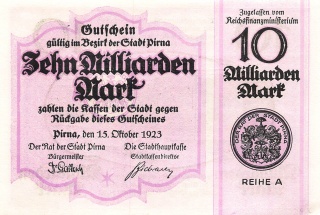 Gutschein
gültig im Bezirk der Stadt Pirna
Zehn Milliarden
Mark
zahlen die Kassen der Stadt gegen
Rückgabe dieses Gutscheines
Pirna, den 15. Oktober 1923
Der Rat der Stadt Pirna
Die Stadthauptkasse
Bürgermeister
Stadtkassendirektor
Zugelassen vom
Reichsfinanzministerium
10
Milliarden
Mark
REIHE A